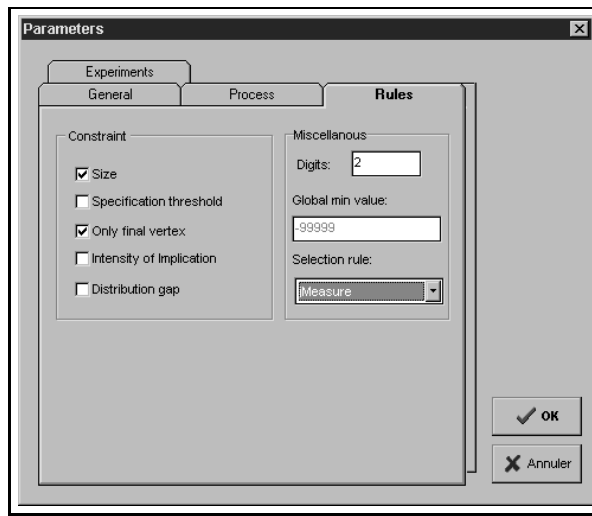 Parameters
Experiments
General Process Rules
Constraint
Size
Specification threshold
Only final vertex
Intensity of Implication
Distribution gap
Miscellanous
Digits: 2
Global min value:
-99999
Selection rule:
iMeasure
OK
Annuler